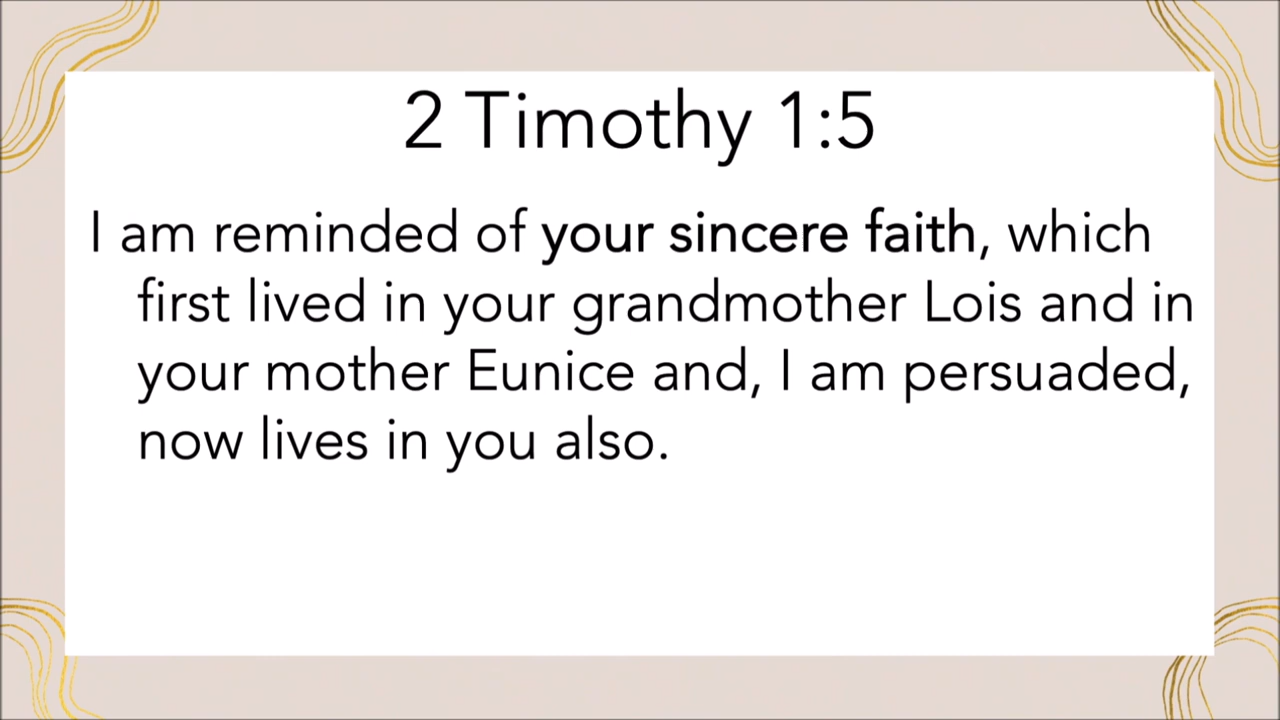 2 Timothy 1:5
I am reminded of your sincere faith, which
first lived in your grandmother Lois and in
your mother Eunice and, I am persuaded,
now lives in you also.